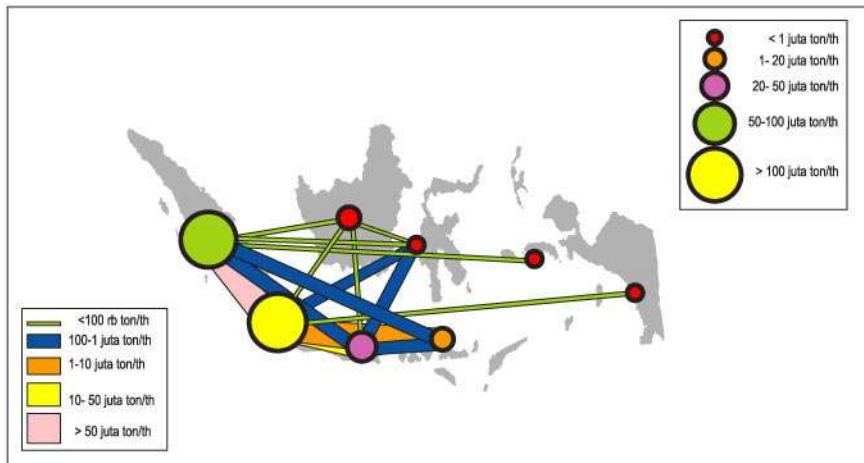 < 1 juta ton/th
1- 20 juta ton/th
20- 50 juta ton/th
50-100 juta ton/th
> 100 juta ton/th
<100 rb ton/th
100-1 juta ton/th
1-10 juta ton/th
10- 50 juta ton/th
> 50 juta ton/th